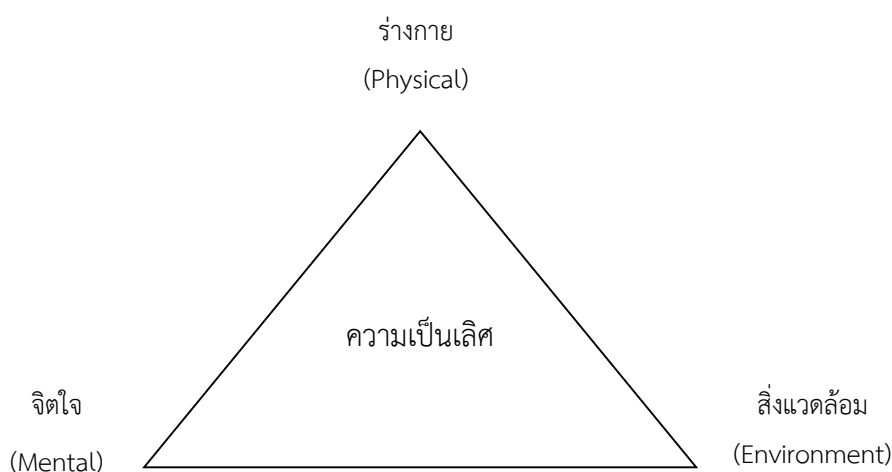 ร่างกาย
(Physical)
ความเป็นเลิศ
จิตใจ
(Mental)
สิ่งแวดล้อม
(Environment)